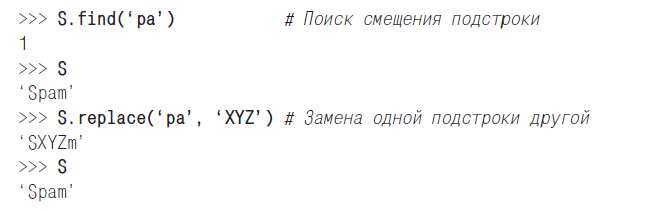 >>> S.find(‘pa’) # Поиск смещения подстроки
1
>>> S
‘Spam’
>>> S.replace(‘pa’, ‘XYZ’) # Замена одной подстроки другой
‘SXYZm’
>>> S
‘Spam’